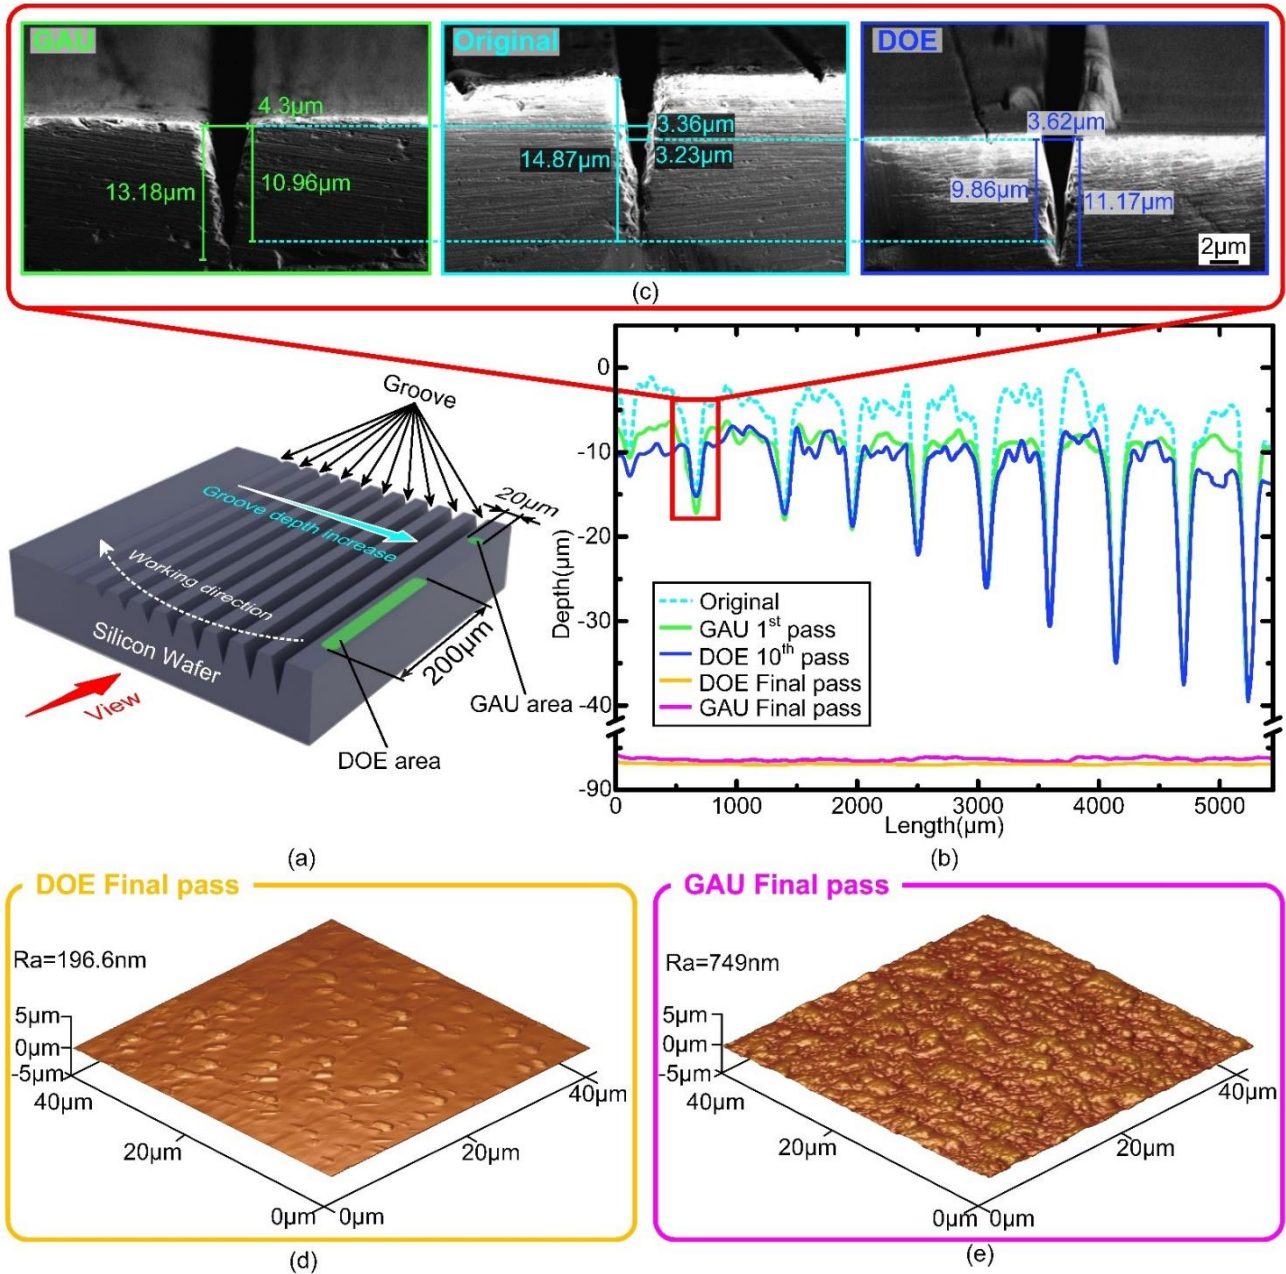 GAU
Original
DOE
4.3µm
13.18µm
10.96µm
14.87µm
3.36µm
3.23µm
3.62µm
9.86µm
11.17µm
2µm
(c)
Groove
20µm
Groove depth increase
Working direction
Silicon Wafer
View
200µm
GAU area
DOE area
(a)
0
-10
-20
-30
-40
-90
Depth(µm)
Original
GAU 1st pass
DOE 10th pass
DOE Final pass
GAU Final pass
0
1000
2000
3000
4000
5000
Length(µm)
(b)
DOE Final pass
Ra=196.6nm
5µm
0µm
-5µm
40µm
20µm
0µm
0µm
20µm
40µm
(d)
GAU Final pass
Ra=749nm
5µm
0µm
-5µm
40µm
20µm
0µm
0µm
20µm
40µm
(e)